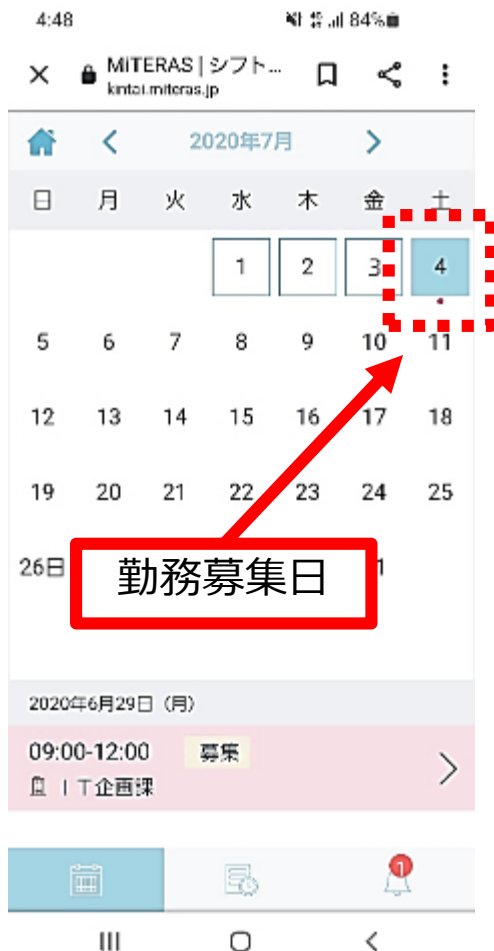 4:48 84%
MITERAS | シフト...
kintai.miteras.jp
2020年7月
日 月 火 水 木 金 土
1 2 3 4
5 6 7 8 9 10 11
12 13 14 15 16 17 18
19 20 21 22 23 24 25
26日
勤務募集日
2020年6月29日（月）
09:00-12:00 募集
ＩＴ企画課
1